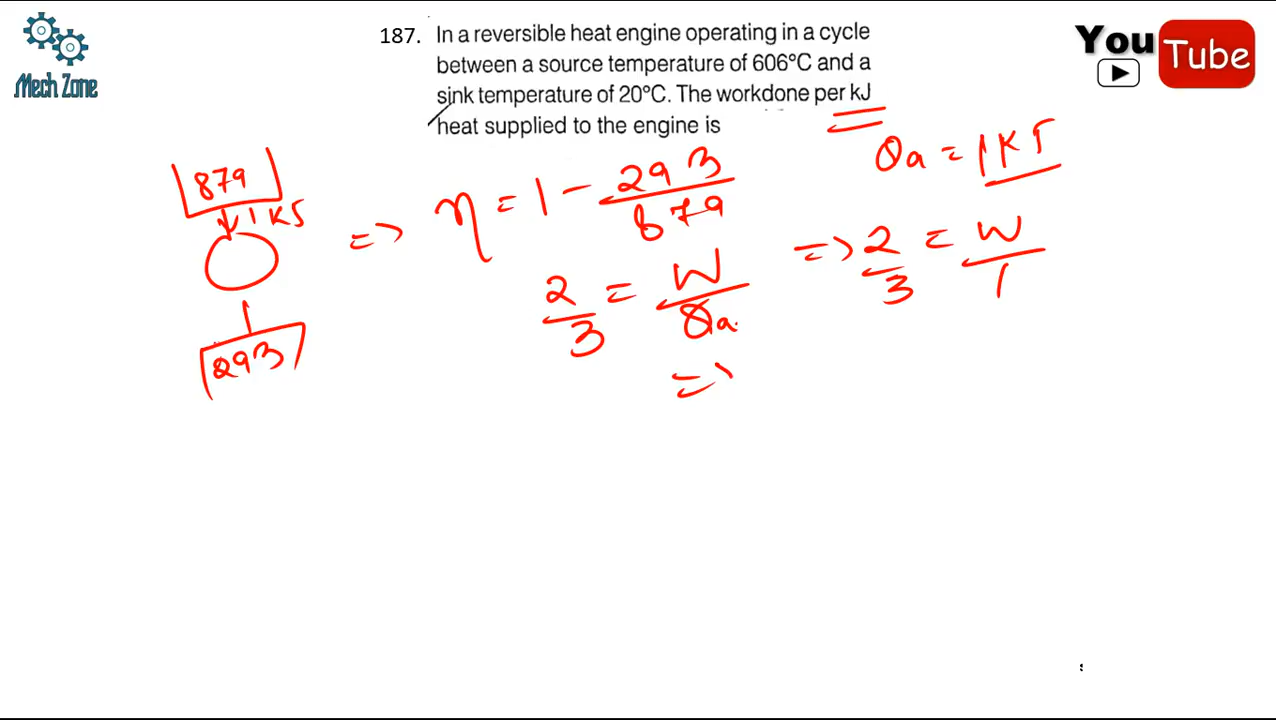 Mech Zone
187. In a reversible heat engine operating in a cycle
between a source temperature of 606°C and a
sink temperature of 20°C. The workdone per kJ
heat supplied to the engine is
You Tube
Qa = 1KJ
879
1 KJ
293
=> η = 1 - 293/879
2/3 = W/Qa
=> 2/3 = W/1
=>